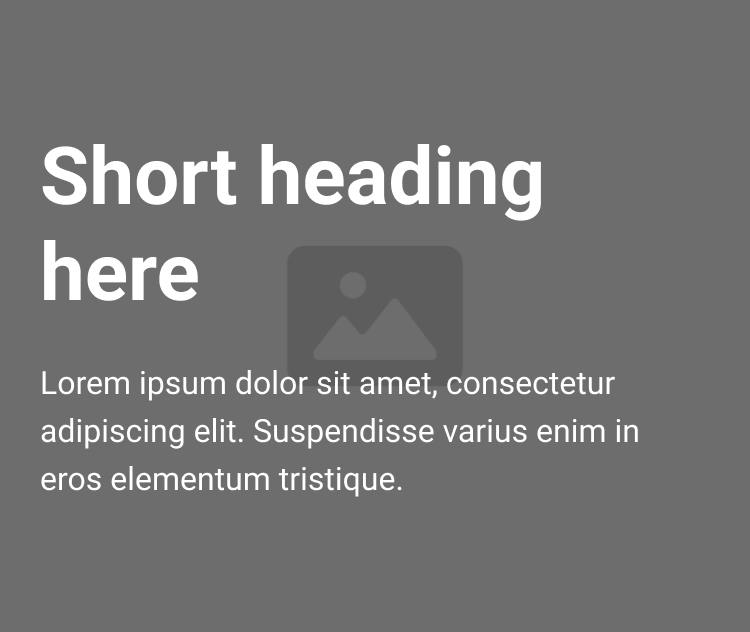 Short heading
here
Lorem ipsum dolor sit amet, consectetur
adipiscing elit. Suspendisse varius enim in
eros elementum tristique.